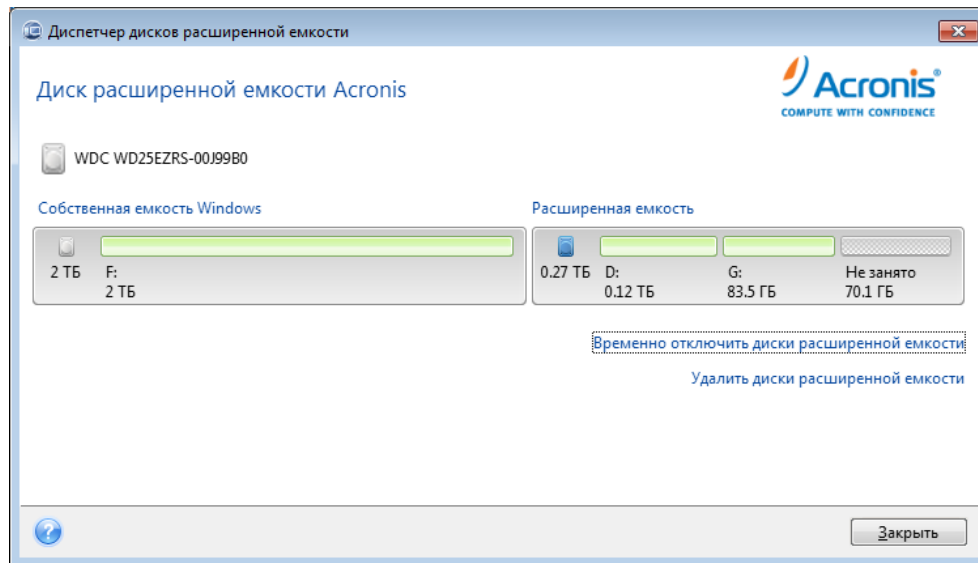 Диспетчер дисков расширенной емкости
Диск расширенной емкости Acronis
Acronis®
COMPUTE WITH CONFIDENCE
WDC WD25EZRS-00J99B0
Собственная емкость Windows
Расширенная емкость
2 ТБ F:
2 ТБ
0.27 ТБ D: G: Не занято
0.12 ТБ 83.5 ГБ 70.1 ГБ
Временно отключить диски расширенной емкости
Удалить диски расширенной емкости
?
Закрыть